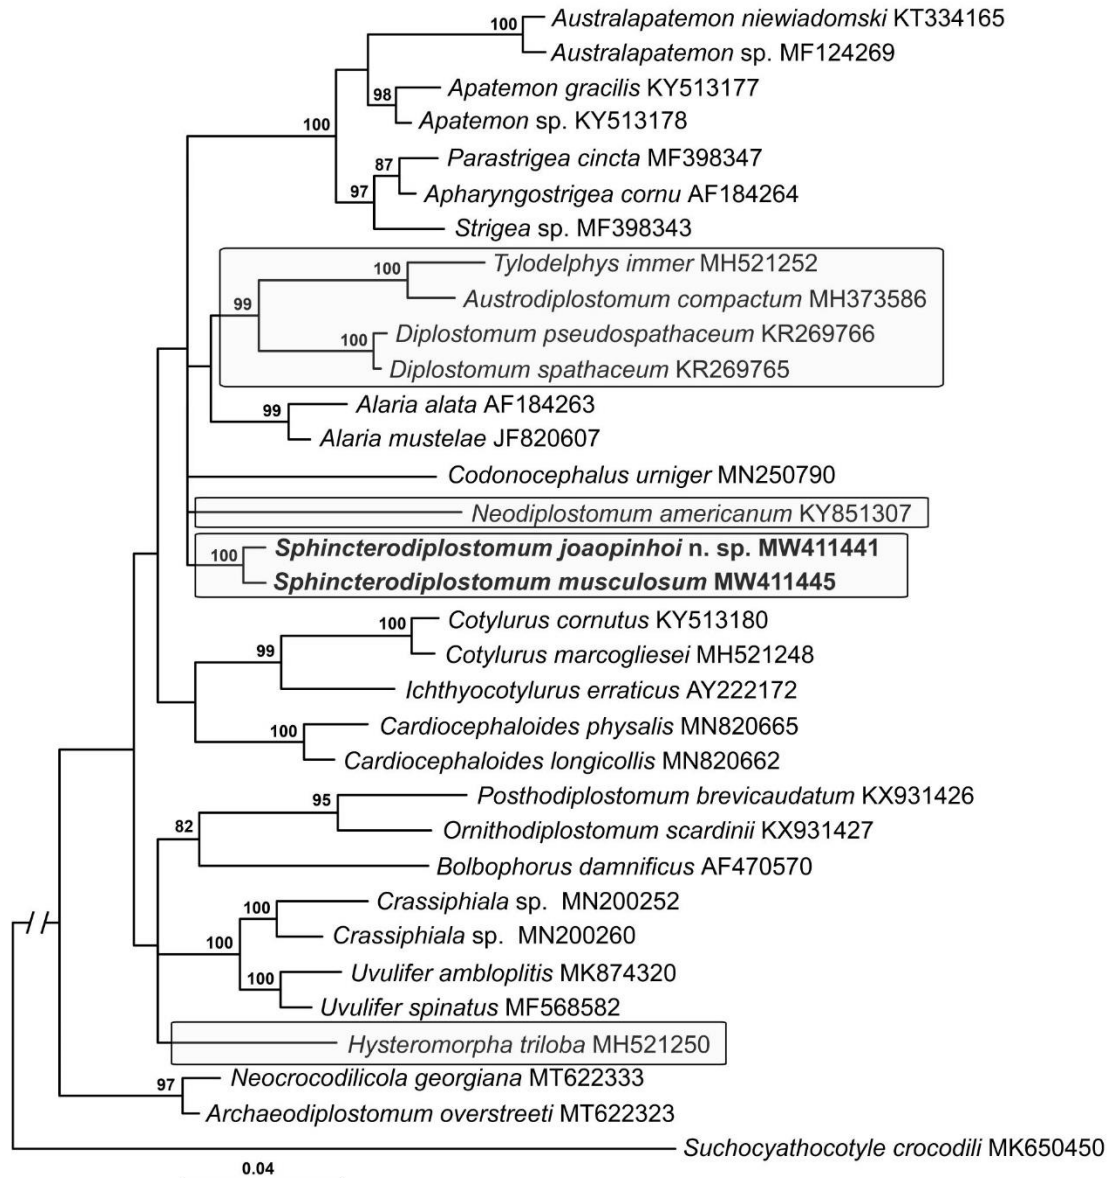 100 Australapatemon niewiadomski KT334165
Australapatemon sp. MF124269
Apatemon gracilis KY513177
98
Apatemon sp. KY513178
100
Parastrigea cincta MF398347
87
Apharyngostrigea cornu AF184264
97
Strigea sp. MF398343
Tylodelphys immer MH521252
100
Austrodiplostomum compactum MH373586
99
Diplostomum pseudospathaceum KR269766
100
Diplostomum spathaceum KR269765
Alaria alata AF184263
99
Alaria mustelae JF820607
Codonocephalus urniger MN250790
Neodiplostomum americanum KY851307
Sphincterodiplostomum joaopinhoi n. sp. MW411441
100
Sphincterodiplostomum musculosum MW411445
Cotylurus cornutus KY513180
100
Cotylurus marcogliesei MH521248
99
Ichthyocotylurus erraticus AY222172
Cardiocephaloides physalis MN820665
100
Cardiocephaloides longicollis MN820662
Posthodiplostomum brevicaudatum KX931426
95
82
Ornithodiplostomum scardinii KX931427
Bolbophorus damnificus AF470570
Crassiphiala sp. MN200252
100
Crassiphiala sp. MN200260
100
Uvulifer ambloplitis MK874320
100
Uvulifer spinatus MF568582
Hysteromorpha triloba MH521250
Neocrocodilicola georgiana MT622333
97
Archaeodiplostomum overstreeti MT622323
Suchocyathocotyle crocodili MK650450
0.04